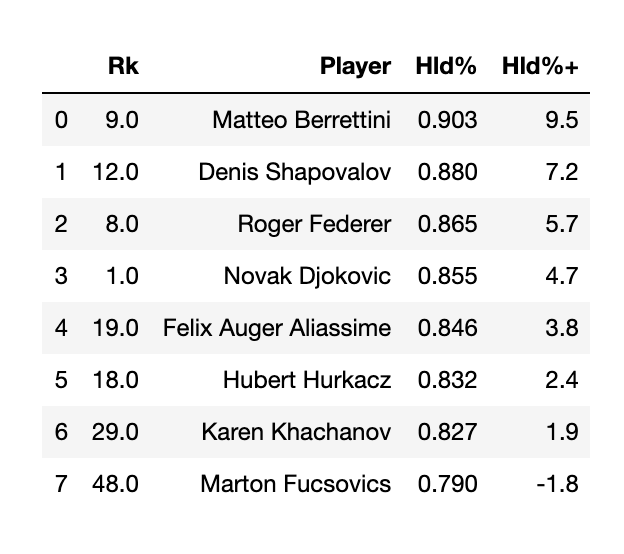 Rk Player Hld% Hld%+
0 9.0 Matteo Berrettini 0.903 9.5
1 12.0 Denis Shapovalov 0.880 7.2
2 8.0 Roger Federer 0.865 5.7
3 1.0 Novak Djokovic 0.855 4.7
4 19.0 Felix Auger Aliassime 0.846 3.8
5 18.0 Hubert Hurkacz 0.832 2.4
6 29.0 Karen Khachanov 0.827 1.9
7 48.0 Marton Fucsovics 0.790 -1.8